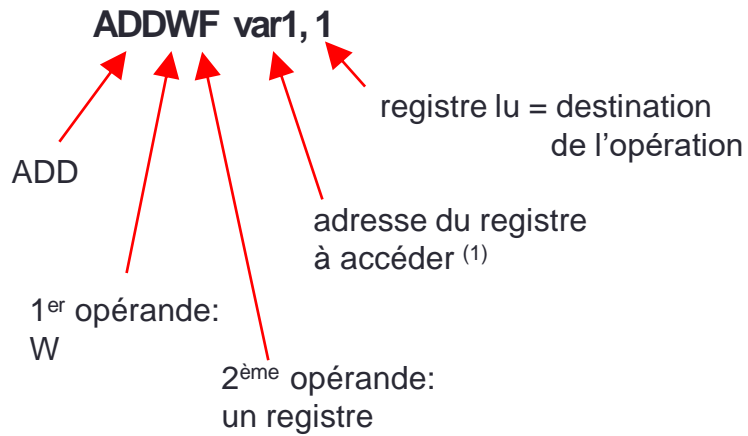 ADDWF var1, 1
registre lu = destination
de l’opération
ADD
adresse du registre
à accéder (1)
1er opérande:
W
2ème opérande:
un registre